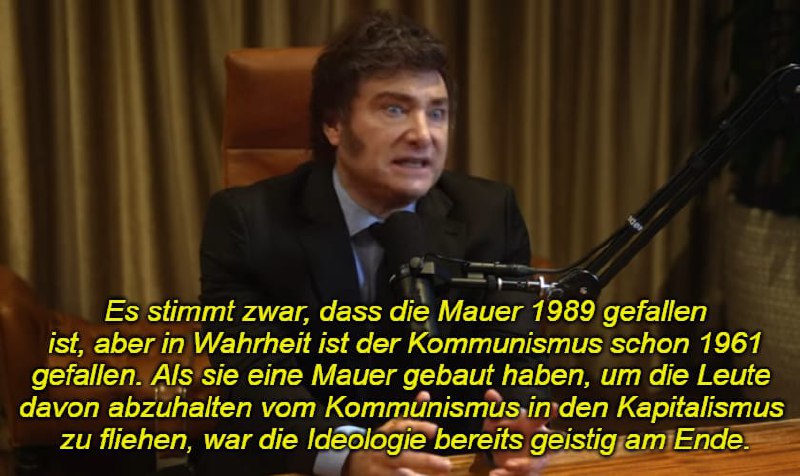 Es stimmt zwar, dass die Mauer 1989 gefallen
ist, aber in Wahrheit ist der Kommunismus schon 1961
gefallen. Als sie eine Mauer gebaut haben, um die Leute
davon abzuhalten vom Kommunismus in den Kapitalismus
zu fliehen, war die Ideologie bereits geistig am Ende.